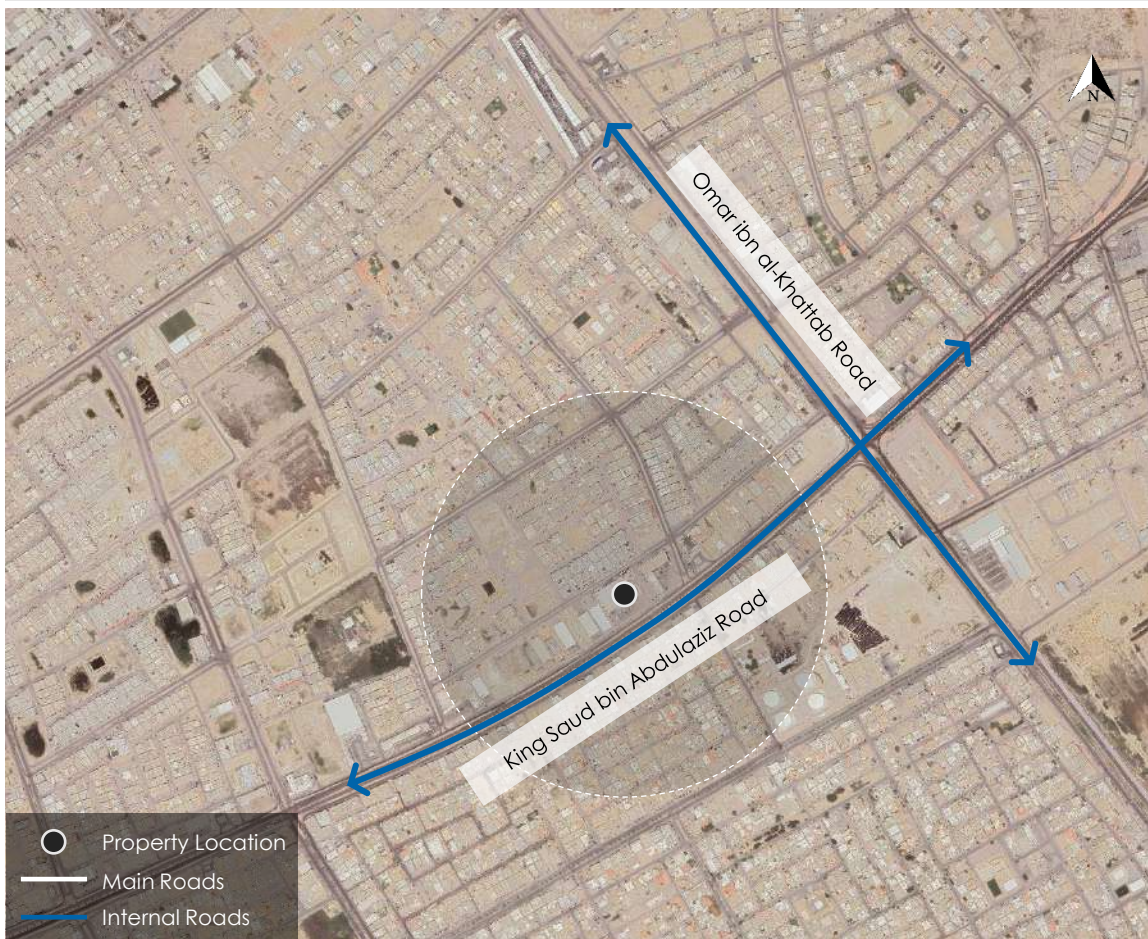 N
Omar ibn al-Khattab Road
King Saud bin Abdulaziz Road
Property Location
Main Roads
Internal Roads